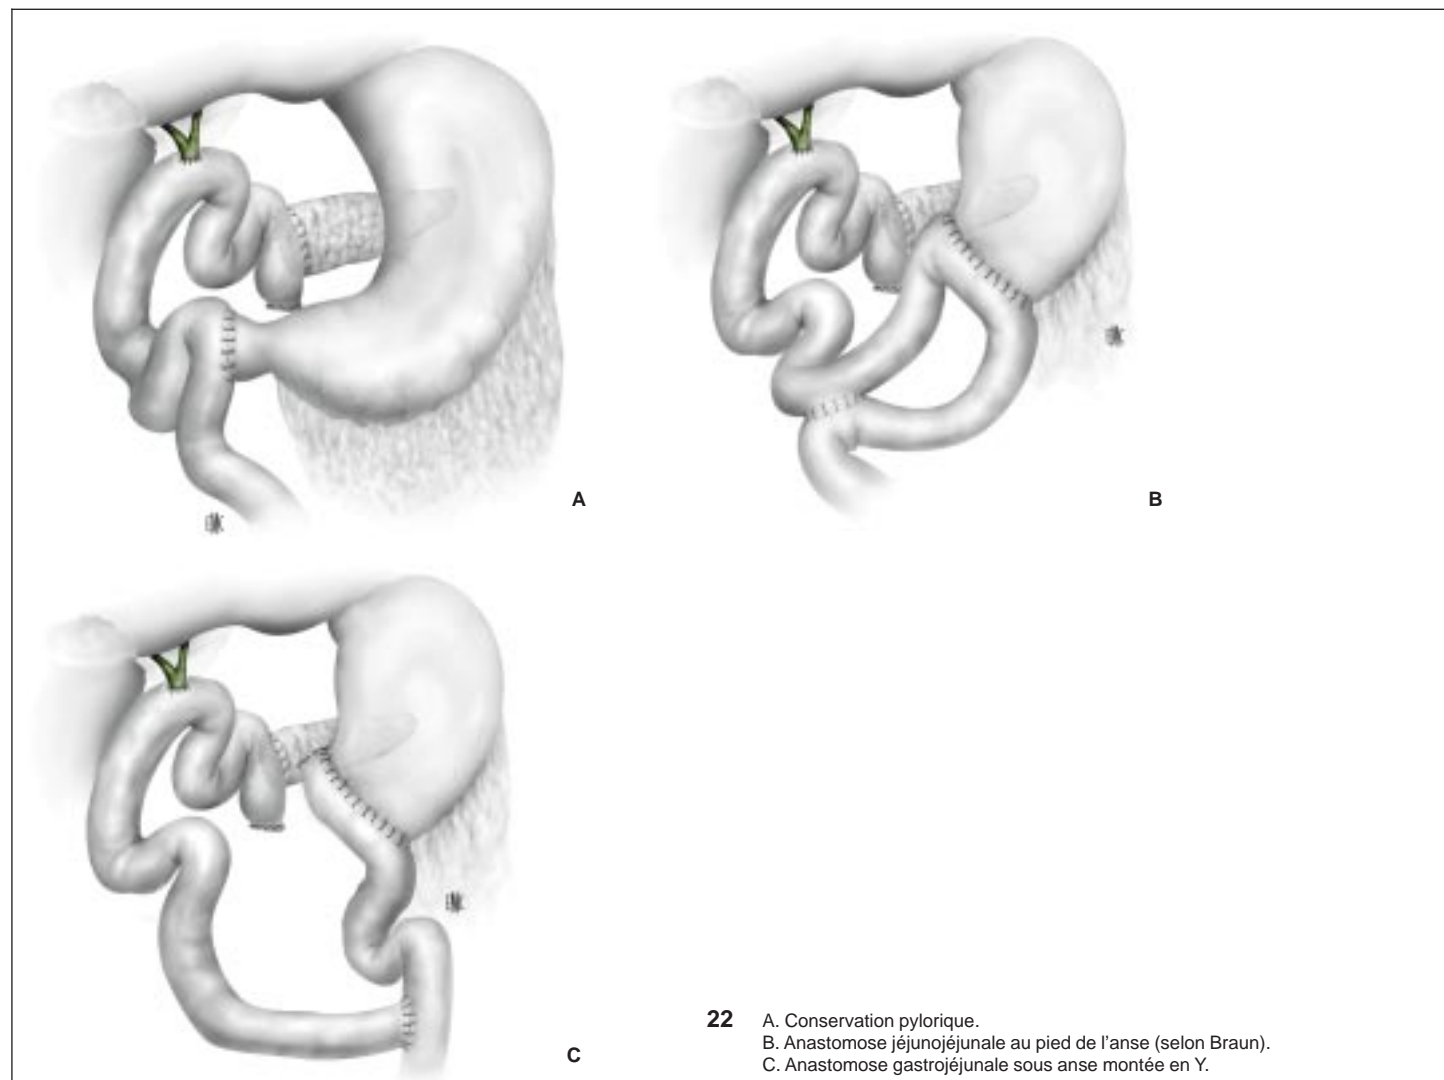 A
B
C
22 A. Conservation pylorique.
B. Anastomose jéjunojéjunale au pied de l'anse (selon Braun).
C. Anastomose gastrojéjunale sous anse montée en Y.